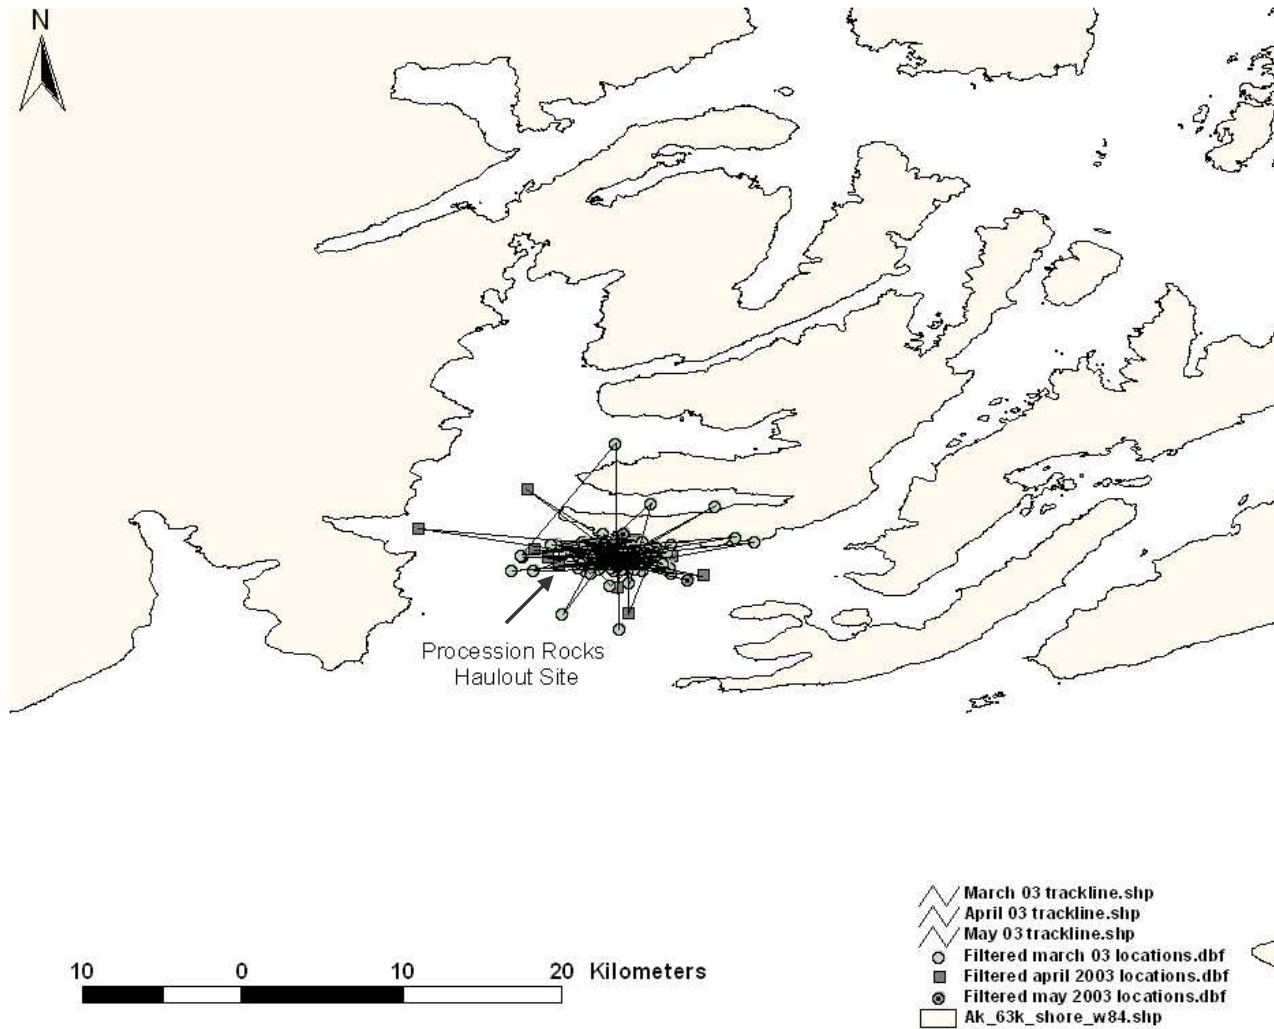 N
Procession Rocks
Haulout Site
March 03 trackline.shp
April 03 trackline.shp
May 03 trackline.shp
Filtered march 03 locations.dbf
Filtered april 2003 locations.dbf
Filtered may 2003 locations.dbf
Ak_63k_shore_w84.shp
10 0 10 20 Kilometers